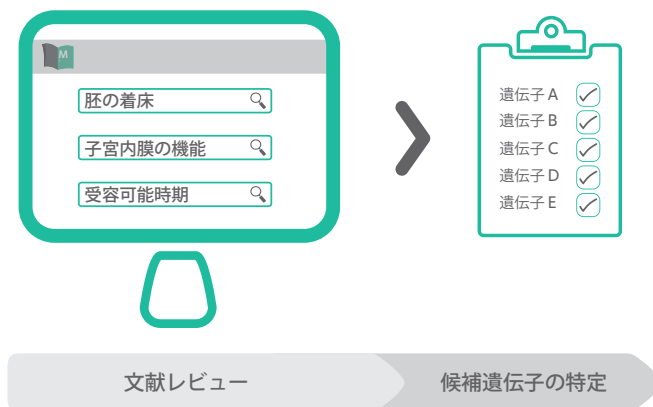 M
胚の着床
子宮内膜の機能
受容可能時期
遺伝子 A
遺伝子 B
遺伝子 C
遺伝子 D
遺伝子 E
文献レビュー
候補遺伝子の特定